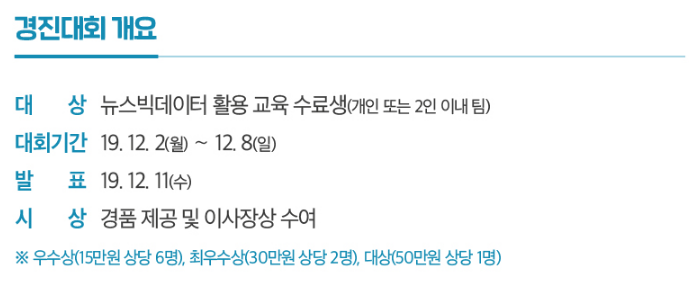 경진대회 개요
대 상 뉴스빅데이터 활용 교육 수료생(개인 또는 2인 이내 팀)
대회기간 19. 12. 2(월) ~ 12. 8(일)
발 표 19. 12. 11(수)
시 상 경품 제공 및 이사장상 수여
※ 우수상(15만원 상당 6명), 최우수상(30만원 상당 2명), 대상(50만원 상당 1명)